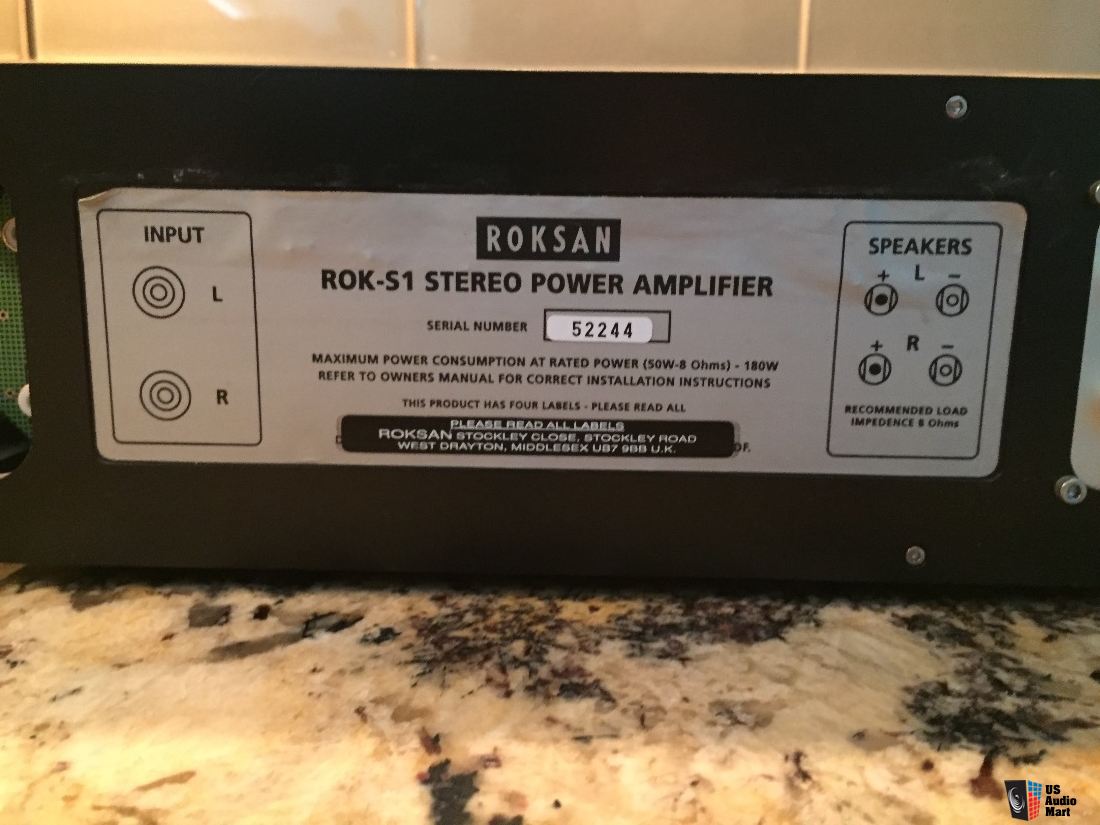 INPUT
L
R
ROKSAN
ROK-S1 STEREO POWER AMPLIFIER
SERIAL NUMBER 52244
MAXIMUM POWER CONSUMPTION AT RATED POWER (50W-8 Ohms) - 180W
REFER TO OWNERS MANUAL FOR CORRECT INSTALLATION INSTRUCTIONS
THIS PRODUCT HAS FOUR LABELS - PLEASE READ ALL
PLEASE READ ALL LABELS
ROKSAN STOCKLEY CLOSE, STOCKLEY ROAD
WEST DRAYTON, MIDDLESEX UB7 9BB U.K.
SPEAKERS
+ L -
+ R -
RECOMMENDED LOAD
IMPEDENCE 8 Ohms
US
Audio
Mart